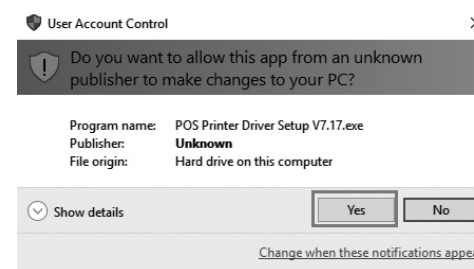 User Account Control
Do you want to allow this app from an unknown
publisher to make changes to your PC?
Program name: POS Printer Driver Setup V7.17.exe
Publisher: Unknown
File origin: Hard drive on this computer
Show details Yes No
Change when these notifications appea